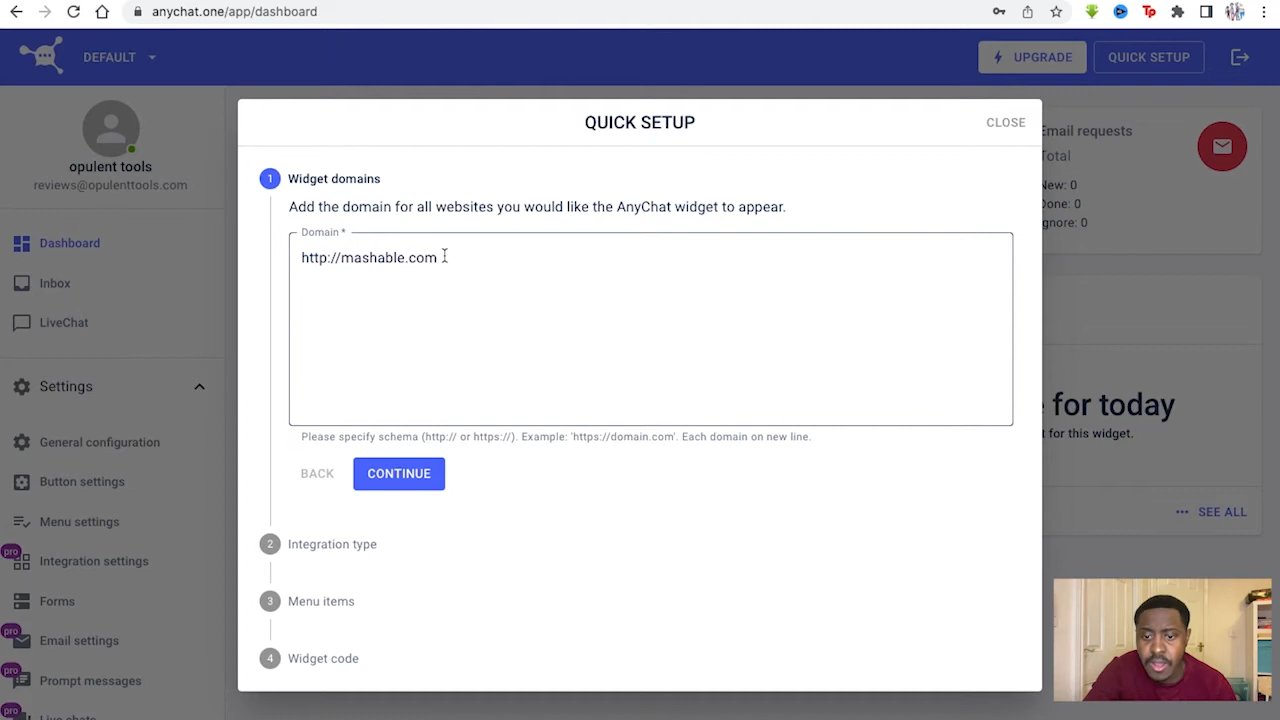 anychat.one/app/dashboard
Tp
DEFAULT
UPGRADE
QUICK SETUP
opulent tools
reviews@opulenttools.com
Dashboard
Inbox
LiveChat
Settings
General configuration
Button settings
Menu settings
pro
Integration settings
Forms
pro
Email settings
pro
Prompt messages
pro
QUICK SETUP
CLOSE
1
Widget domains
Add the domain for all websites you would like the AnyChat widget to appear.
Domain *
http://mashable.com
Please specify schema (http:// or https://). Example: 'https://domain.com'. Each domain on new line.
BACK
CONTINUE
2
Integration type
3
Menu items
4
Widget code
Email requests
Total
New: 0
Done: 0
gnore: 0
for today
t for this widget.
SEE ALL